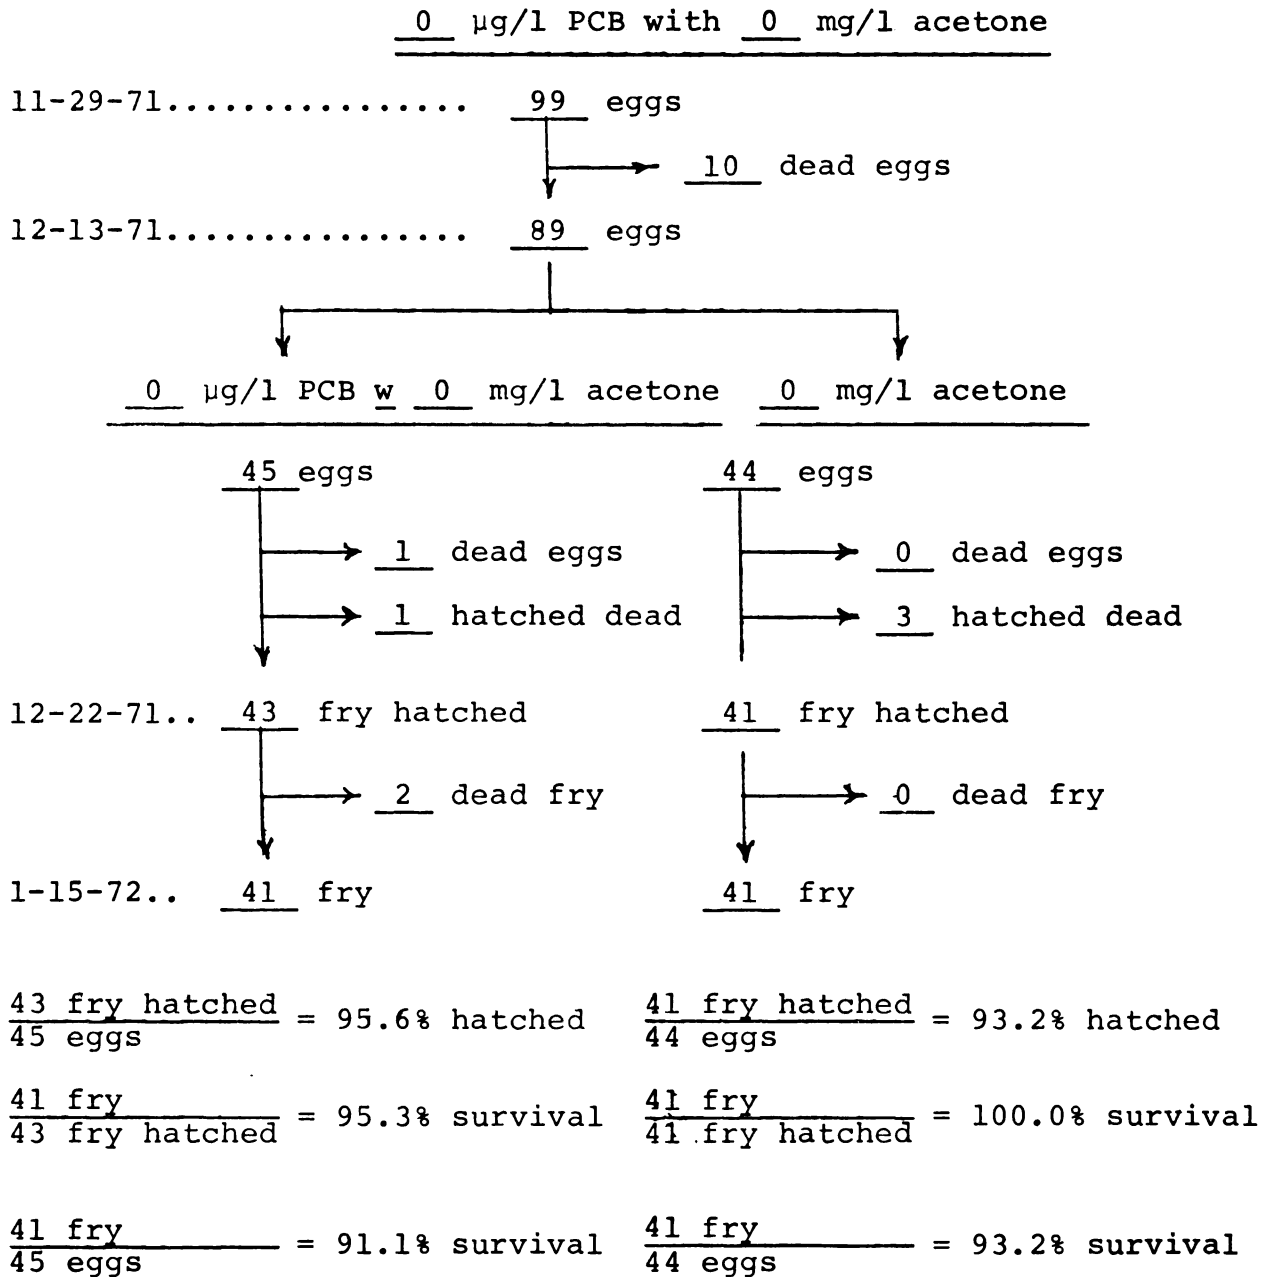 0 µg/l PCB with 0 mg/l acetone
11-29-71................ 99 eggs
10 dead eggs
12-13-71................ 89 eggs
0 µg/l PCB w 0 mg/l acetone 0 mg/l acetone
45 eggs 44 eggs
1 dead eggs 0 dead eggs
1 hatched dead 3 hatched dead
12-22-71.. 43 fry hatched 41 fry hatched
2 dead fry 0 dead fry
1-15-72.. 41 fry 41 fry
43 fry hatched 41 fry hatched
= 95.6% hatched = 93.2% hatched
45 eggs 44 eggs
41 fry 41 fry
= 95.3% survival = 100.0% survival
43 fry hatched 41 fry hatched
41 fry 41 fry
= 91.1% survival = 93.2% survival
45 eggs 44 eggs